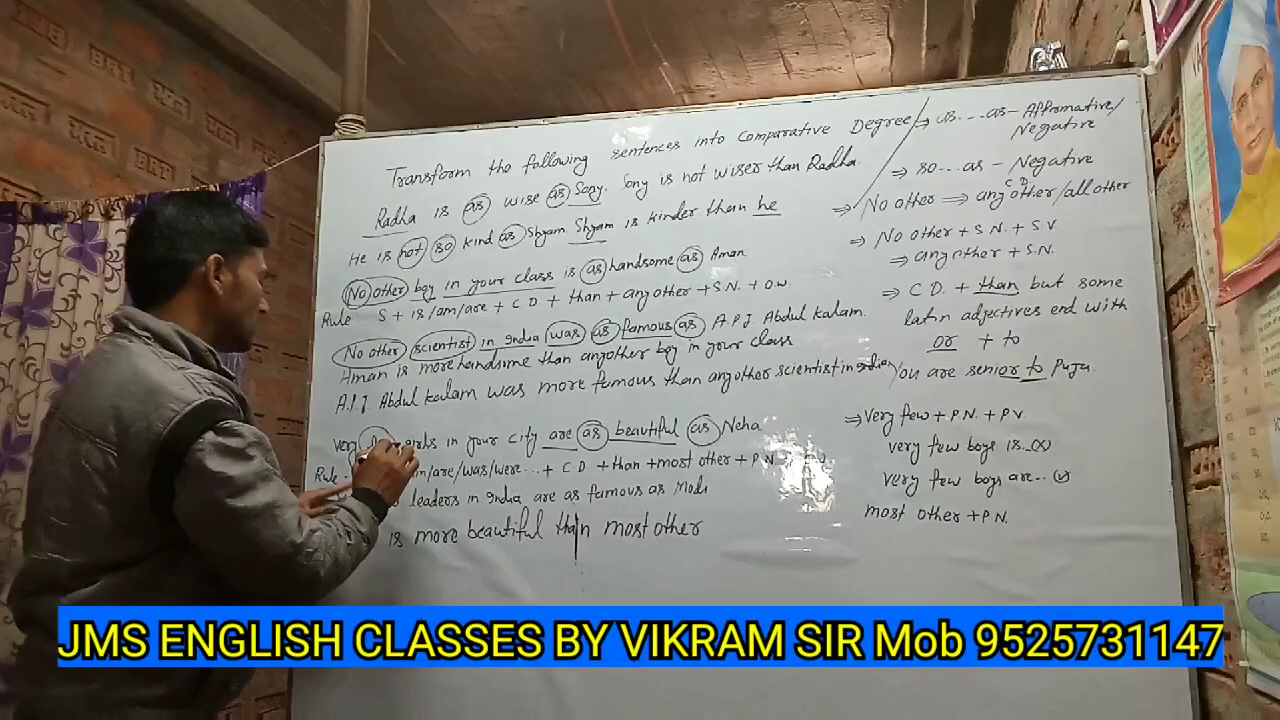 Transform the following sentences into Comparative Degree
Radha is as wise as Sony. Sony is not wiser than Radha.
He is not so kind as Shyam Shyam is kinder than he
No other boy in your class is as handsome as Aman
Rule S + is/am/are + C.D + than + any other + S.N. + o.w
No other scientist in India was as famous as A.P.J Abdul Kalam.
Aman is more handsome than anyother boy in your class
A.P.J. Abdul Kalam was more famous than any other scientist in India
Very girls in your city are as beautiful as Neha
Rule /are/was/were... + C.D + than + most other + P.N.
leaders in India are as famous as Modi
is more beautiful than most other
⇒ as....as - Affirmative/
Negative
⇒ so...as - Negative
C D
⇒ No other ⇒ any other/all other
⇒ No other + S.N. + S.V.
⇒ any other + S.N.
⇒ C.D. + than but some
latin adjectives end with
or + to
You are senior to Puja.
⇒ Very few + P.N. + P.V.
very few boys is..(x)
very few boys are..(✓)
most other + P.N.
JMS ENGLISH CLASSES BY VIKRAM SIR Mob 9525731147